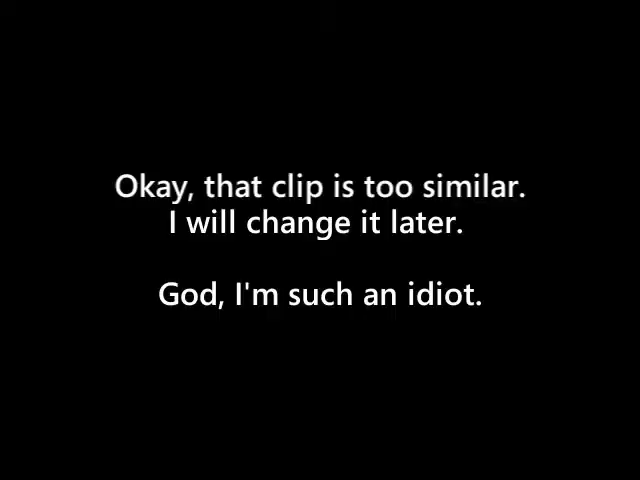 Okay, that clip is too similar.
I will change it later.
God, I'm such an idiot.